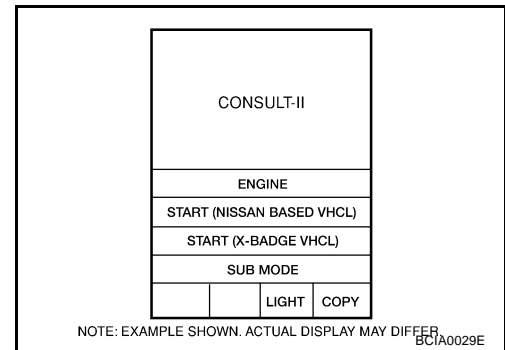 CONSULT-II
ENGINE
START (NISSAN BASED VHCL)
START (X-BADGE VHCL)
SUB MODE
LIGHT COPY
NOTE: EXAMPLE SHOWN. ACTUAL DISPLAY MAY DIFFER.
BCIA0029E